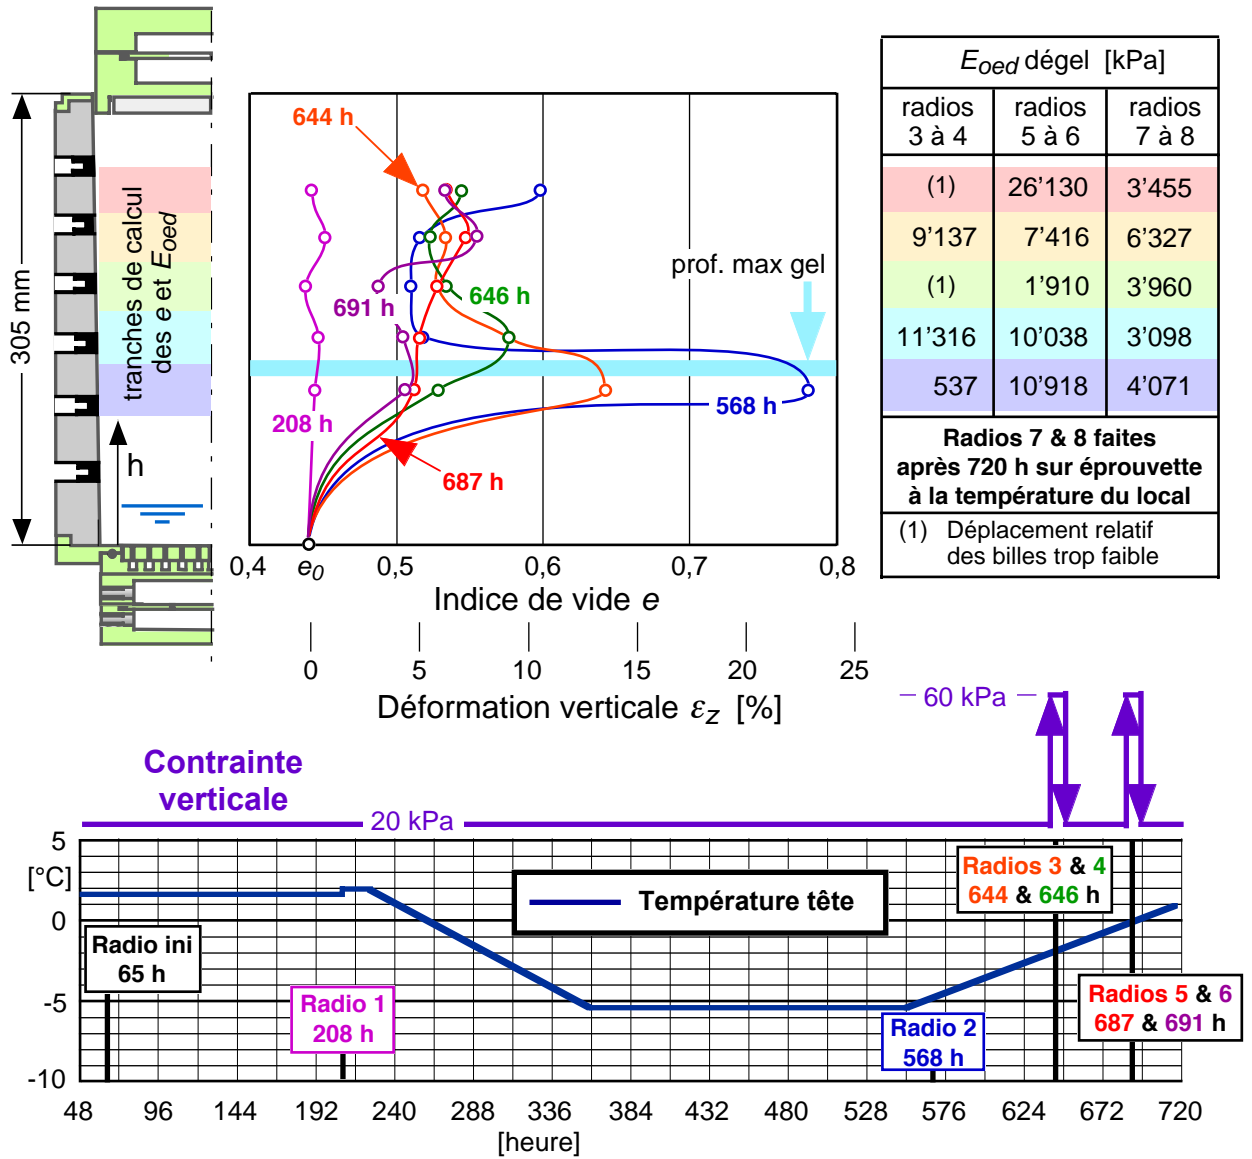 305 mm
tranches de calcul
des e et Eoed
h
644 h
691 h
646 h
208 h
687 h
568 h
prof. max gel
0,4
e0
0,5
0,6
0,7
0,8
Indice de vide e
0
5
10
15
20
25
Déformation verticale εz [%]
Eoed dégel [kPa]
radios 3 à 4
radios 5 à 6
radios 7 à 8
(1) 26’130 3’455
9’137 7’416 6’327
(1) 1’910 3’960
11’316 10’038 3’098
537 10’918 4’071
Radios 7 & 8 faites
après 720 h sur éprouvette
à la température du local
(1) Déplacement relatif
des billes trop faible
60 kPa
Contrainte
verticale
20 kPa
5
[°C]
0
-5
-10
Température tête
Radio ini
65 h
Radio 1
208 h
Radio 2
568 h
Radios 3 & 4
644 & 646 h
Radios 5 & 6
687 & 691 h
48 96 144 192 240 288 336 384 432 480 528 576 624 672 720
[heure]